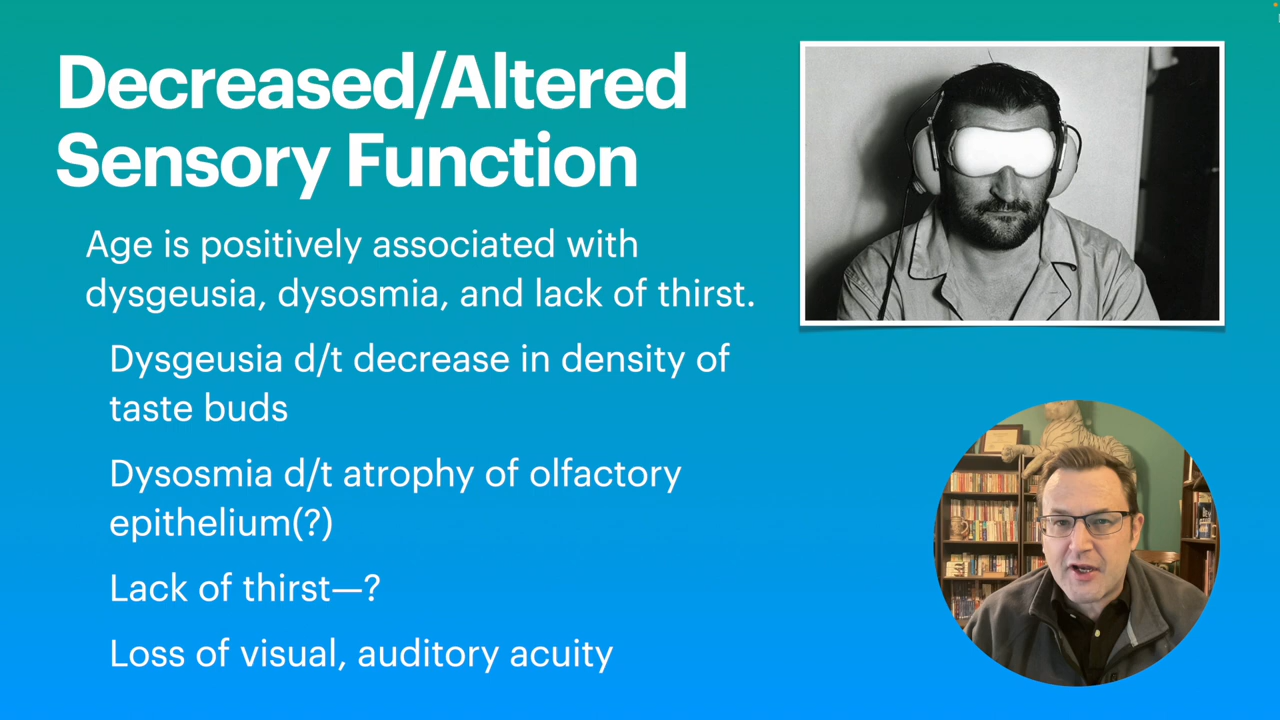 Decreased/Altered
Sensory Function
Age is positively associated with
dysgeusia, dysosmia, and lack of thirst.
Dysgeusia d/t decrease in density of
taste buds
Dysosmia d/t atrophy of olfactory
epithelium(?)
Lack of thirst—?
Loss of visual, auditory acuity